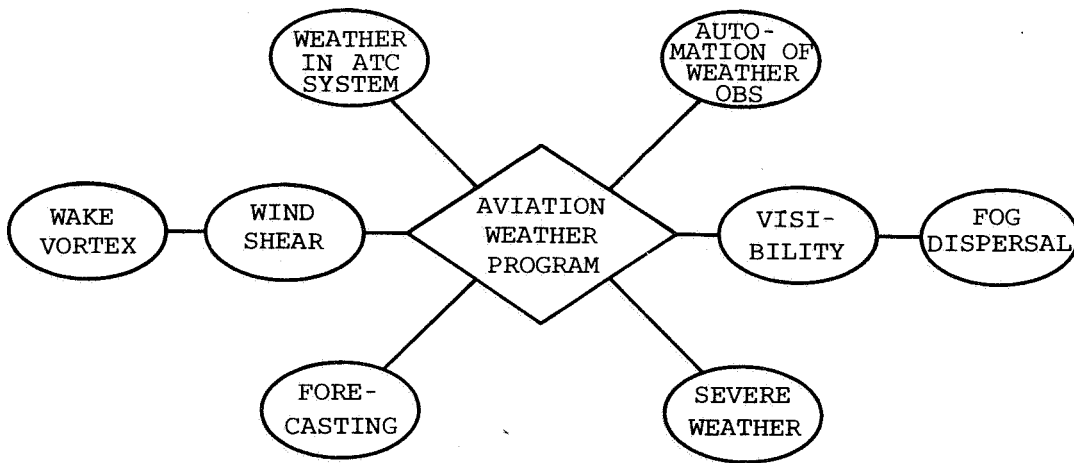 WEATHER
IN ATC
SYSTEM
AUTO-
MATION OF
WEATHER
OBS
WAKE
VORTEX
WIND
SHEAR
AVIATION
WEATHER
PROGRAM
VISI-
BILITY
FOG
DISPERSAL
FORE-
CASTING
SEVERE
WEATHER